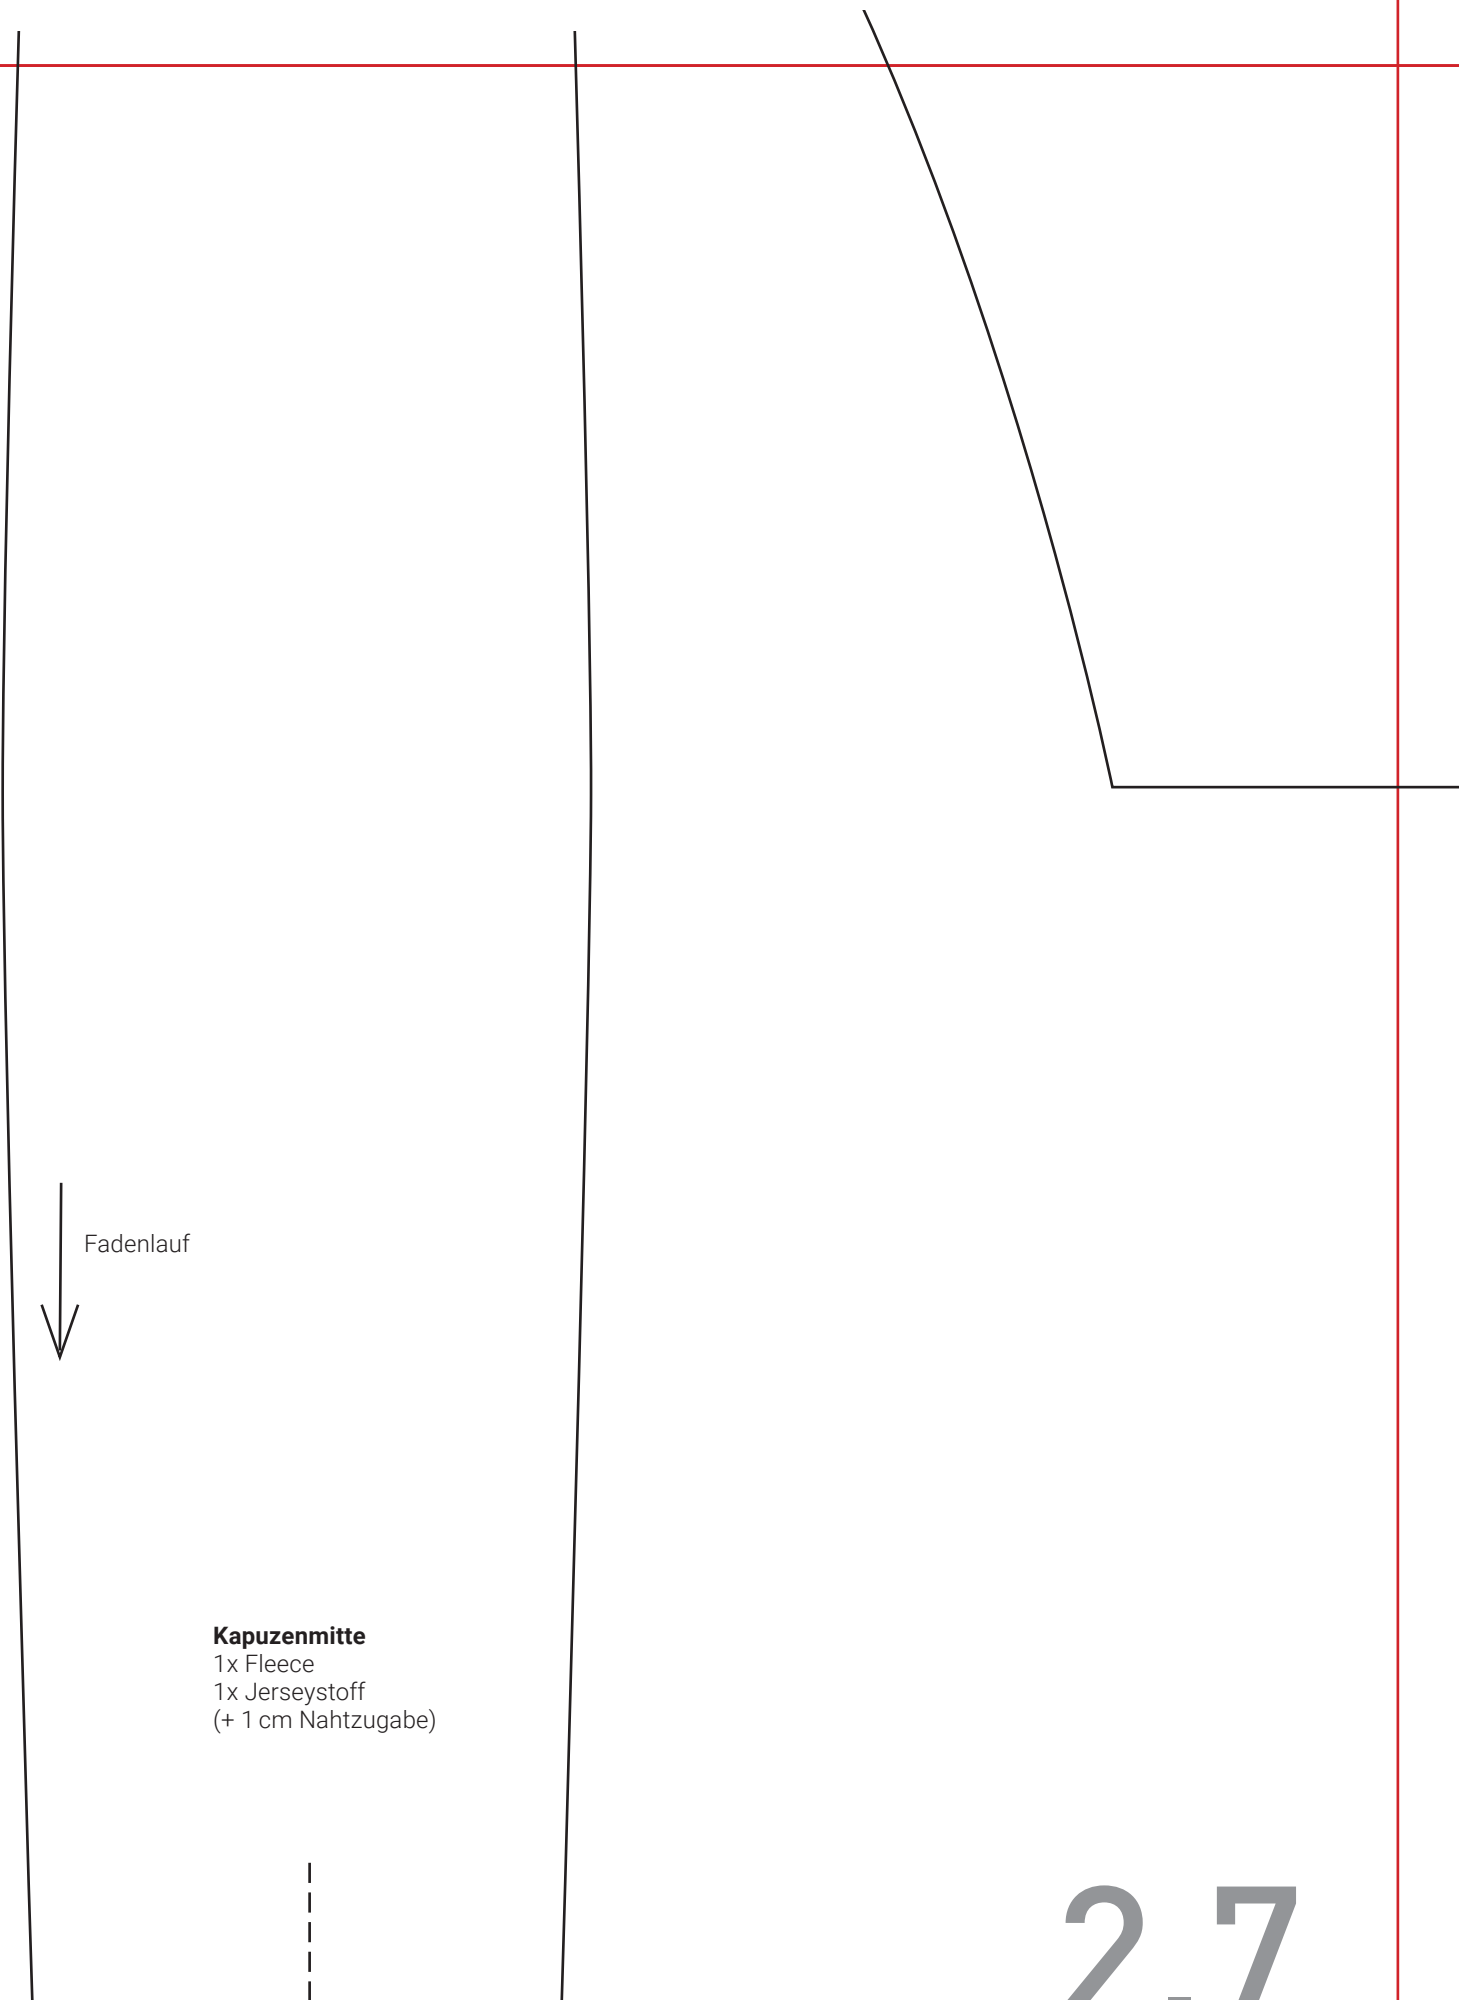 Fadenlauf
Kapuzenmitte
1x Fleece
1x Jerseystoff
(+ 1 cm Nahtzugabe)
2.7